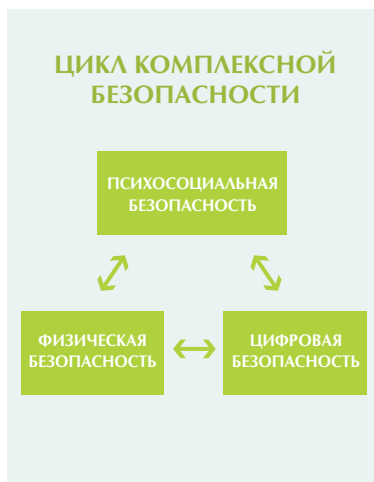 ЦИКЛ КОМПЛЕКСНОЙ
БЕЗОПАСНОСТИ
ПСИХОСОЦИАЛЬНАЯ
БЕЗОПАСНОСТЬ
ФИЗИЧЕСКАЯ
БЕЗОПАСНОСТЬ
ЦИФРОВАЯ
БЕЗОПАСНОСТЬ